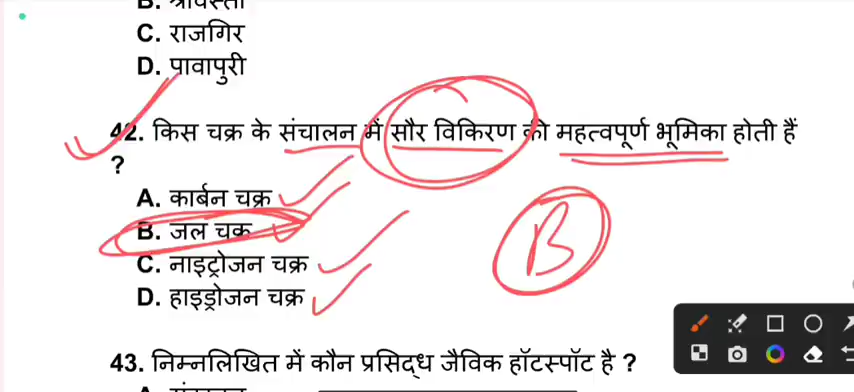 B. श्रावस्ती
C. राजगिर
D. पावापुरी
42. किस चक्र के संचालन में सौर विकिरण की महत्वपूर्ण भूमिका होती हैं
?
A. कार्बन चक्र
B. जल चक्र
C. नाइट्रोजन चक्र
D. हाइड्रोजन चक्र
B
43. निम्नलिखित में कौन प्रसिद्ध जैविक हॉटस्पॉट है ?